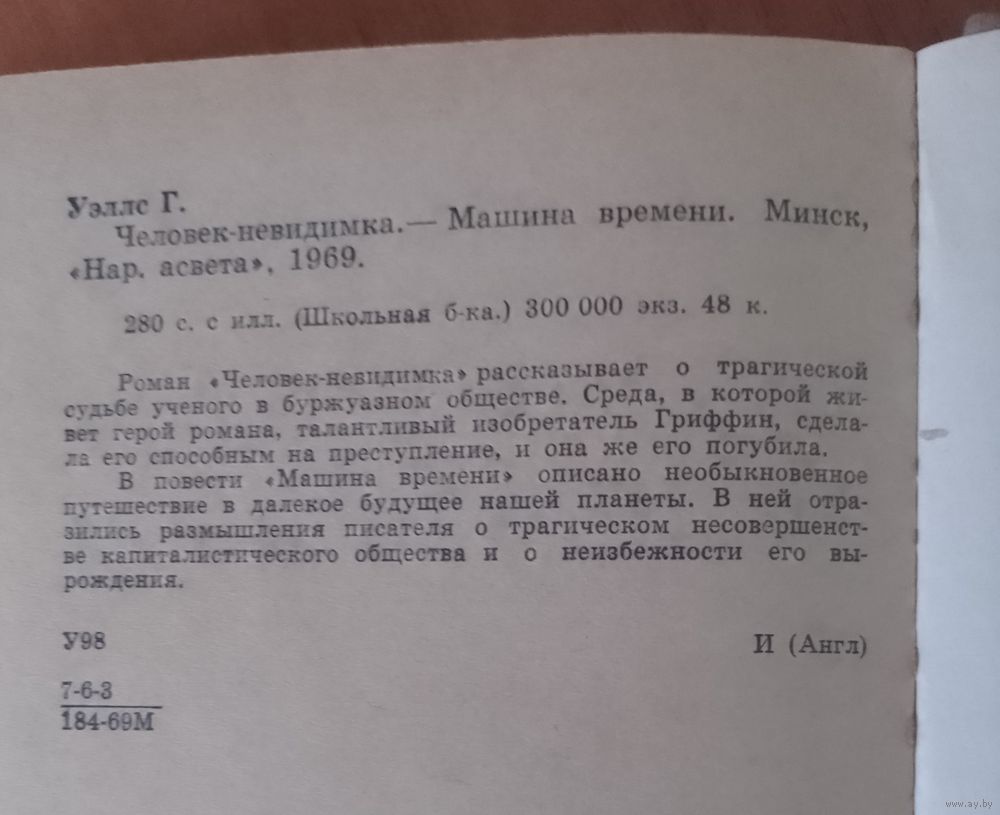 Уэллс Г.
Человек-невидимка.— Машина времени. Минск,
«Нар. асвета», 1969.
280 с. с илл. (Школьная б-ка.) 300 000 экз. 48 к.
Роман «Человек-невидимка» рассказывает о трагической
судьбе ученого в буржуазном обществе. Среда, в которой жи-
вет герой романа, талантливый изобретатель Гриффин, сдела-
ла его способным на преступление, и она же его погубила.
В повести «Машина времени» описано необыкновенное
путешествие в далекое будущее нашей планеты. В ней отра-
зились размышления писателя о трагическом несовершенст-
ве капиталистического общества и о неизбежности его вы-
рождения.
У98
И (Англ)
7-6-3
184-69М
www.ay.by